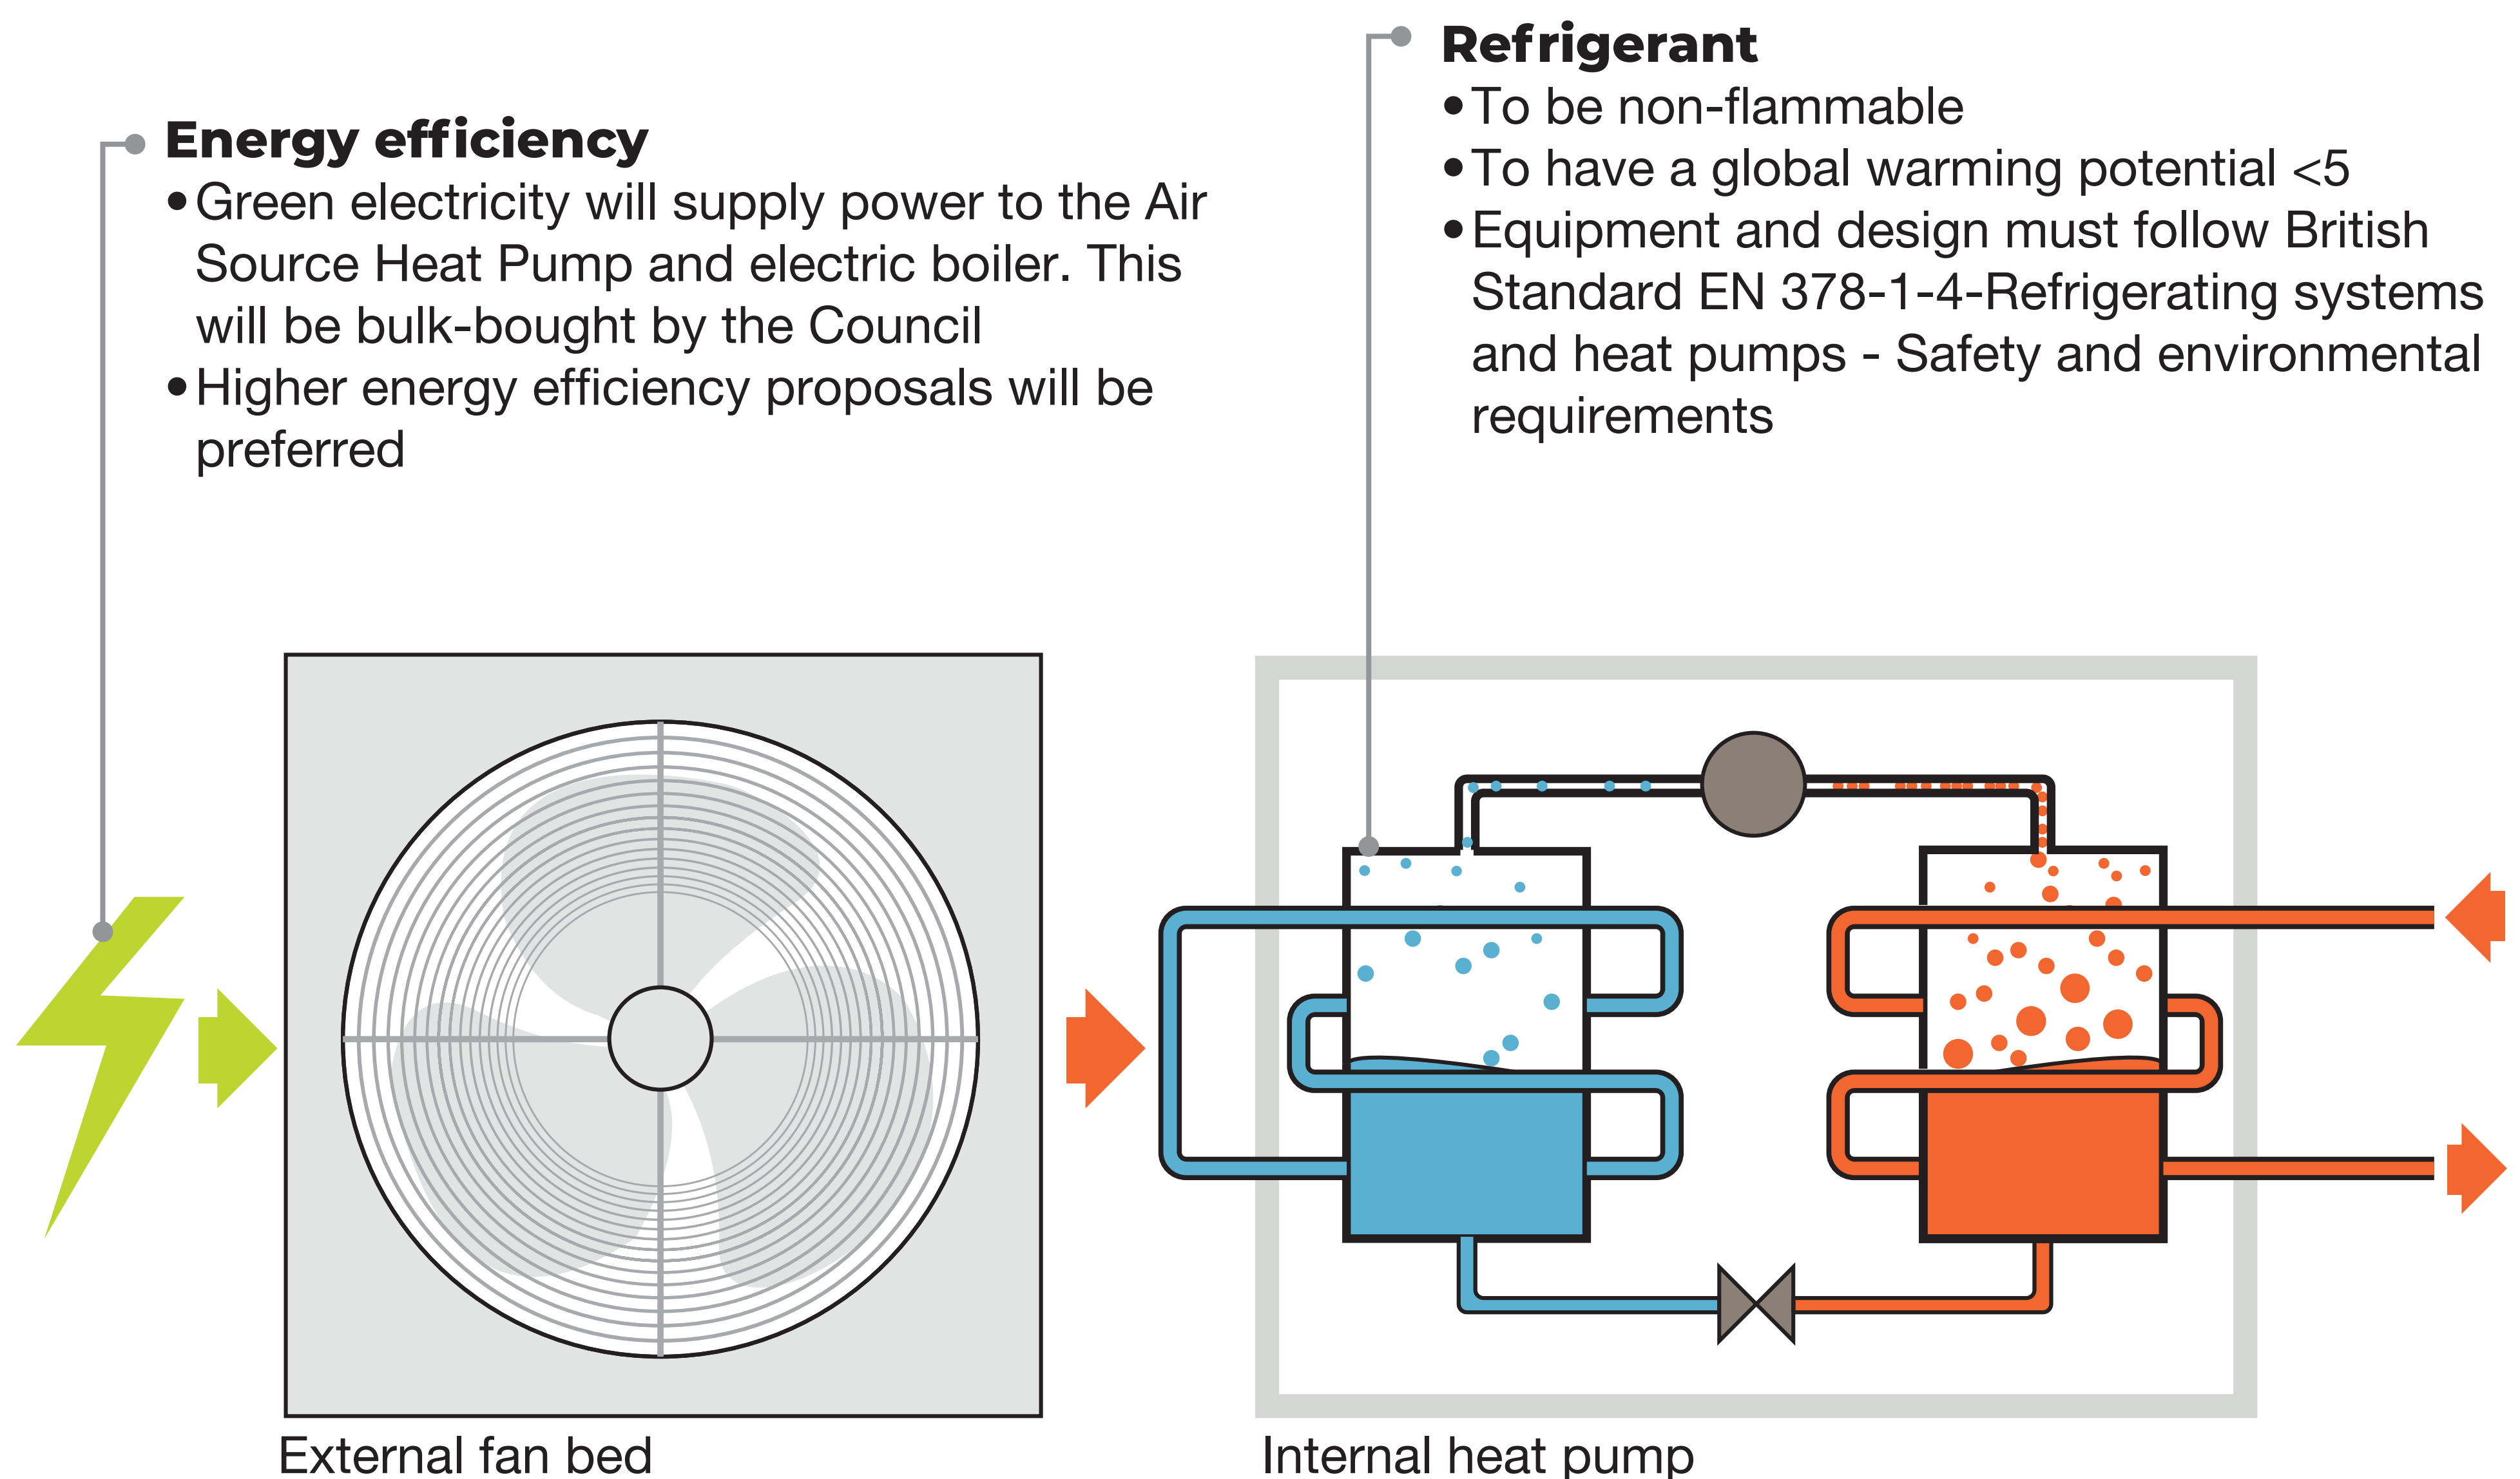 Energy efficiency
•Green electricity will supply power to the Air
Source Heat Pump and electric boiler. This
will be bulk-bought by the Council
•Higher energy efficiency proposals will be
preferred
Refrigerant
•To be non-flammable
•To have a global warming potential <5
•Equipment and design must follow British
Standard EN 378-1-4-Refrigerating systems
and heat pumps - Safety and environmental
requirements
External fan bed
Internal heat pump